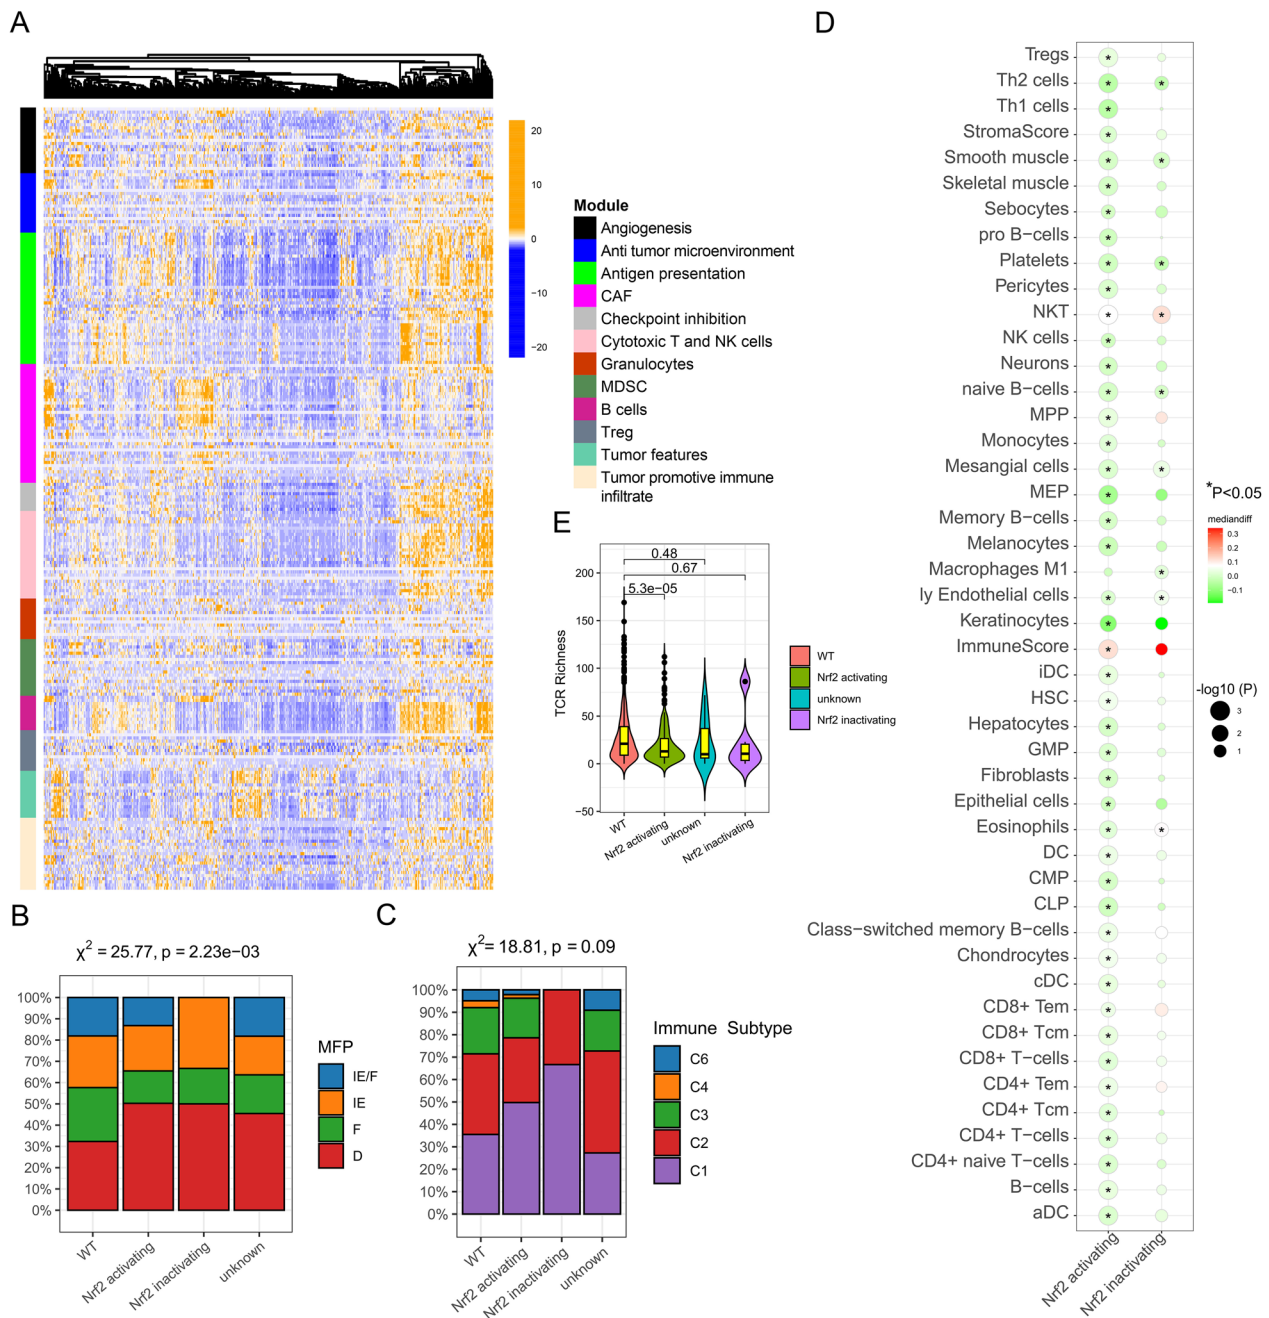 A
20
10
0
−10
−20
Module
Angiogenesis
Anti tumor microenvironment
Antigen presentation
CAF
Checkpoint inhibition
Cytotoxic T and NK cells
Granulocytes
MDSC
B cells
Treg
Tumor features
Tumor promotive immune
infiltrate
B
χ² = 25.77, p = 2.23e−03
100%
90%
80%
70%
60%
50%
40%
30%
20%
10%
0%
WT
Nrf2 activating
Nrf2 inactivating
unknown
MFP
IE/F
IE
F
D
C
χ² = 18.81, p = 0.09
100%
90%
80%
70%
60%
50%
40%
30%
20%
10%
0%
WT
Nrf2 activating
Nrf2 inactivating
unknown
Immune Subtype
C6
C4
C3
C2
C1
D
Tregs
Th2 cells
Th1 cells
StromaScore
Smooth muscle
Skeletal muscle
Sebocytes
pro B−cells
Platelets
Pericytes
NKT
NK cells
Neurons
naive B−cells
MPP
Monocytes
Mesangial cells
MEP
Memory B−cells
Melanocytes
Macrophages M1
ly Endothelial cells
Keratinocytes
ImmuneScore
iDC
HSC
Hepatocytes
GMP
Fibroblasts
Epithelial cells
Eosinophils
DC
CMP
CLP
Class−switched memory B−cells
Chondrocytes
cDC
CD8+ Tem
CD8+ Tcm
CD8+ T−cells
CD4+ Tem
CD4+ Tcm
CD4+ T−cells
CD4+ naive T−cells
B−cells
aDC
Nrf2 activating
Nrf2 inactivating
*P<0.05
mediandiff
0.3
0.2
0.1
0.0
−0.1
-log10 (P)
3
2
1
E
TCR Richness
200
150
100
50
0
−50
0.48
0.67
5.3e−05
WT
Nrf2 activating
unknown
Nrf2 inactivating
WT
Nrf2 activating
unknown
Nrf2 inactivating